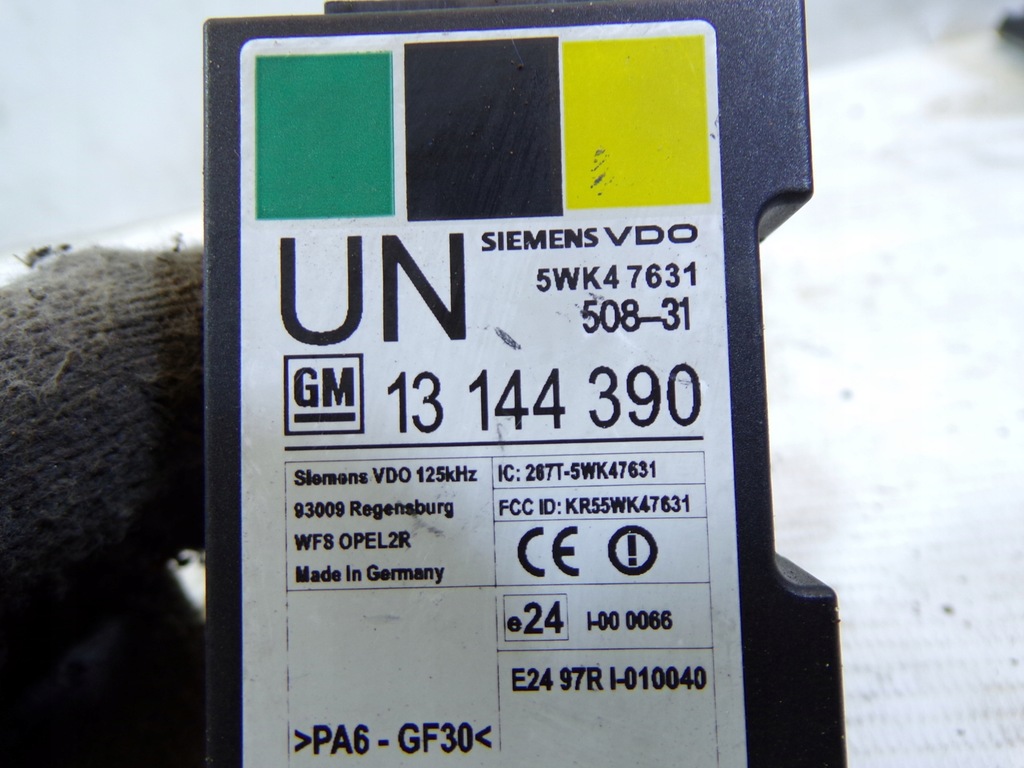 UN SIEMENS VDO
5WK4 7631
508-31
GM 13 144 390
Siemens VDO 125kHz
93009 Regensburg
WFS OPEL2R
Made In Germany
IC: 267T-5WK47631
FCC ID: KR55WK47631
CE
e24 I-00 0066
E24 97R I-010040
>PA6 - GF30<